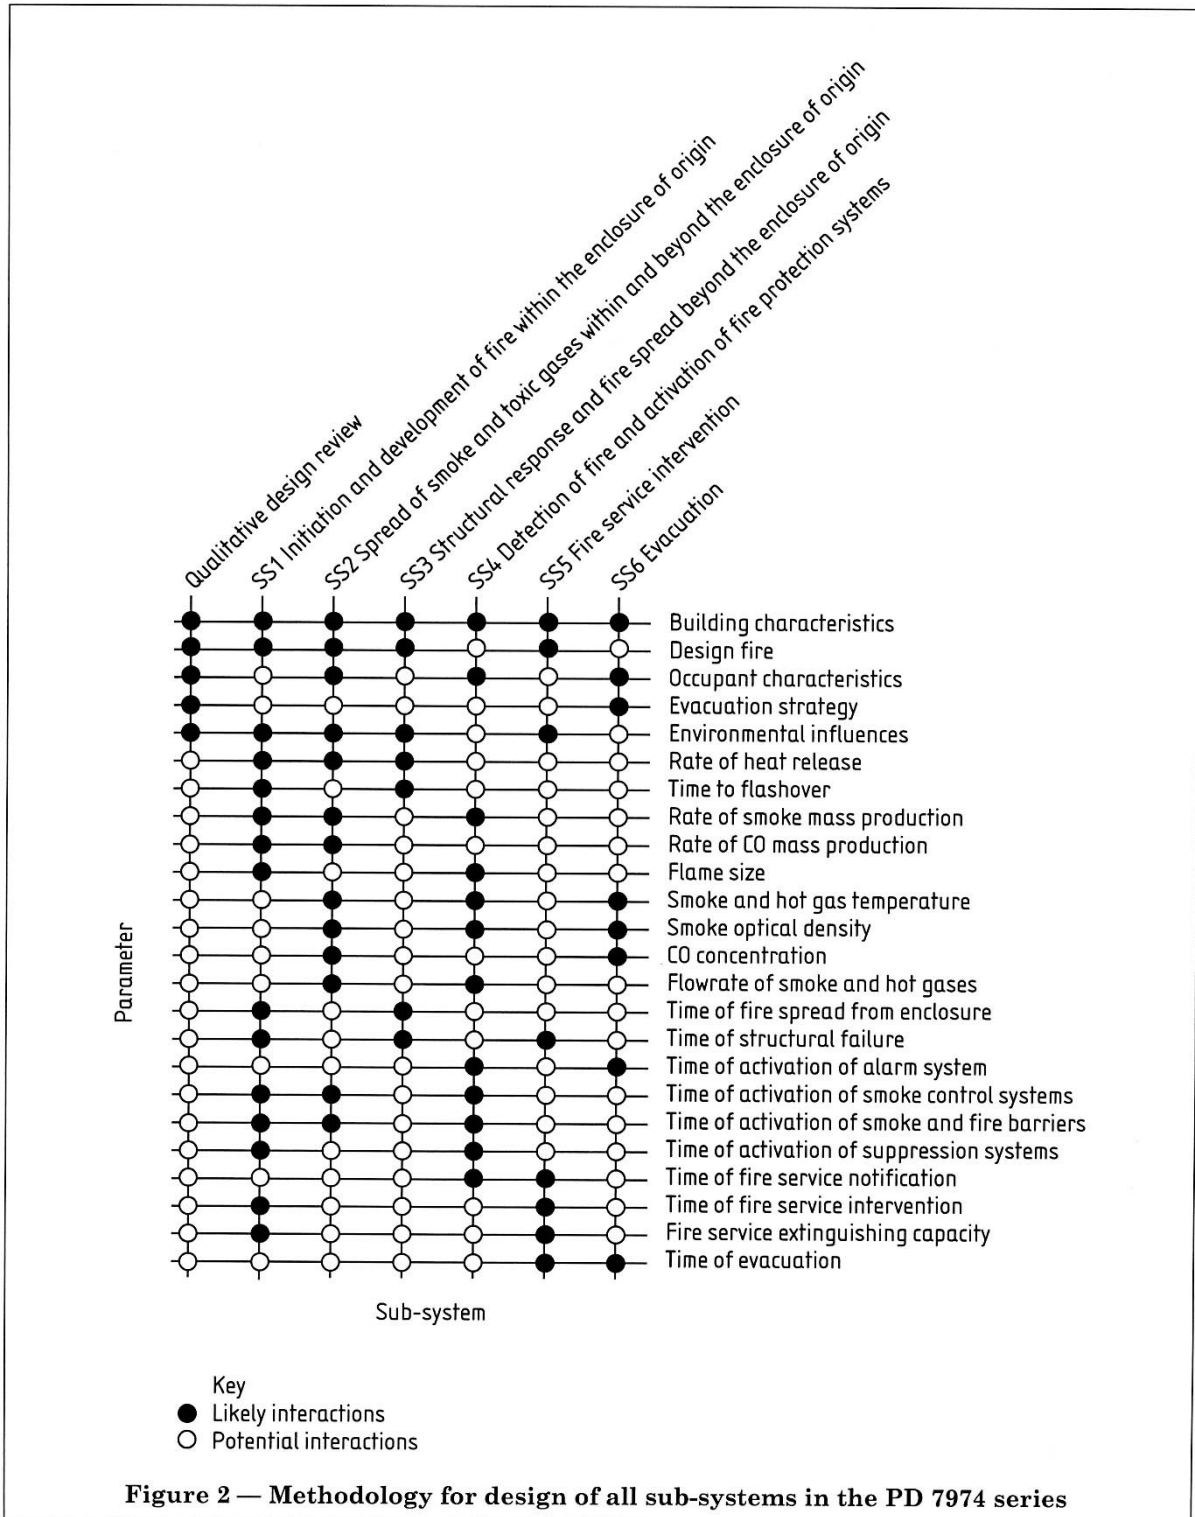 Qualitative design review
SS1 Initiation and development of fire within the enclosure of origin
SS2 Spread of smoke and toxic gases within and beyond the enclosure of origin
SS3 Structural response and fire spread beyond the enclosure of origin
SS4 Detection of fire and activation of fire protection systems
SS5 Fire service intervention
SS6 Evacuation
Building characteristics
Design fire
Occupant characteristics
Evacuation strategy
Environmental influences
Rate of heat release
Time to flashover
Rate of smoke mass production
Rate of CO mass production
Flame size
Smoke and hot gas temperature
Smoke optical density
CO concentration
Flowrate of smoke and hot gases
Time of fire spread from enclosure
Time of structural failure
Time of activation of alarm system
Time of activation of smoke control systems
Time of activation of smoke and fire barriers
Time of activation of suppression systems
Time of fire service notification
Time of fire service intervention
Fire service extinguishing capacity
Time of evacuation
Parameter
Sub-system
Key
Likely interactions
Potential interactions
Figure 2 — Methodology for design of all sub-systems in the PD 7974 series